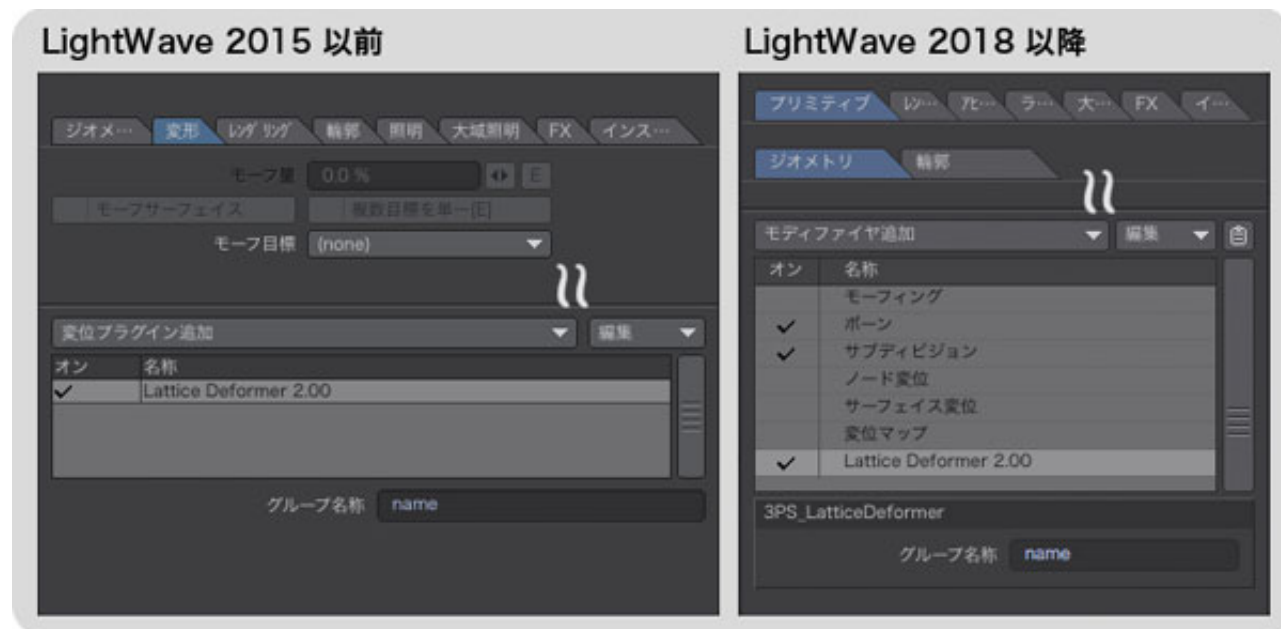 LightWave 2015 以前
ジオメ… 変形 ﾚﾝﾀﾞﾘﾝｸﾞ 輪郭 照明 大域照明 FX インス…
モーフ量 0.0 % E
モーフサーフェイス 複数目標を単一[E]
モーフ目標 (none)
変位プラグイン追加 編集
オン 名称
Lattice Deformer 2.00
グループ名称 name
LightWave 2018 以降
プリミティブ ﾚﾝ… ｱﾋ… ラ… 大… FX イ…
ジオメトリ 輪郭
モディファイヤ追加 編集
オン 名称
モーフィング
ボーン
サブディビジョン
ノード変位
サーフェイス変位
変位マップ
Lattice Deformer 2.00
3PS_LatticeDeformer
グループ名称 name